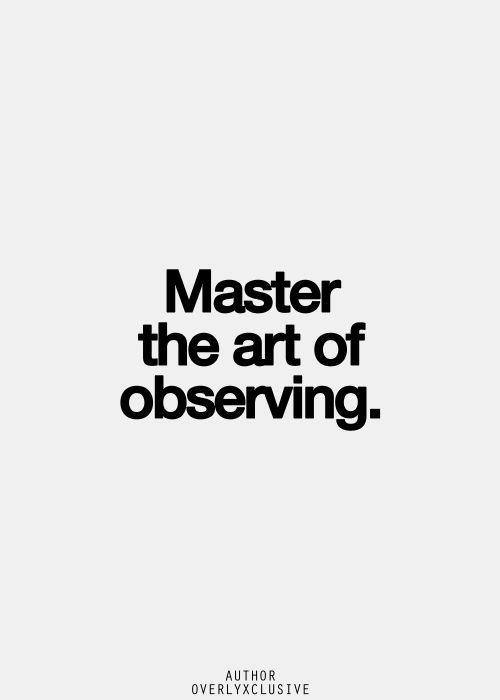 Master
the art of
observing.
AUTHOR
OVERLYXCLUSIVE